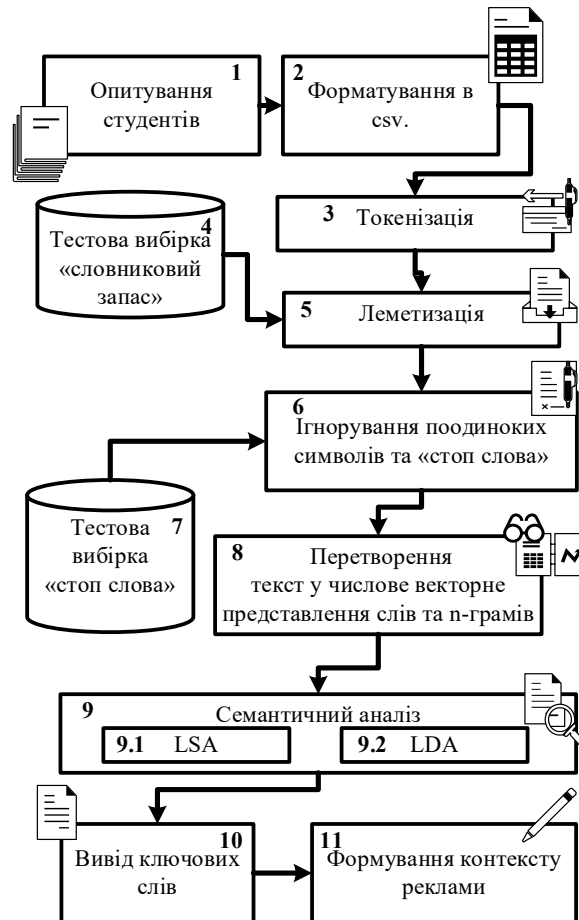 1
Опитування
студентів
2
Форматування в
csv.
3
Токенізація
4
Тестова вибірка
«словниковий
запас»
5
Леметизація
6
Ігнорування поодиноких
символів та «стоп слова»
7
Тестова
вибірка
«стоп слова»
8
Перетворення
текст у числове векторне
представлення слів та n-грамів
9
Семантичний аналіз
9.1 LSA
9.2 LDA
10
Вивід ключових
слів
11
Формування контексту
реклами